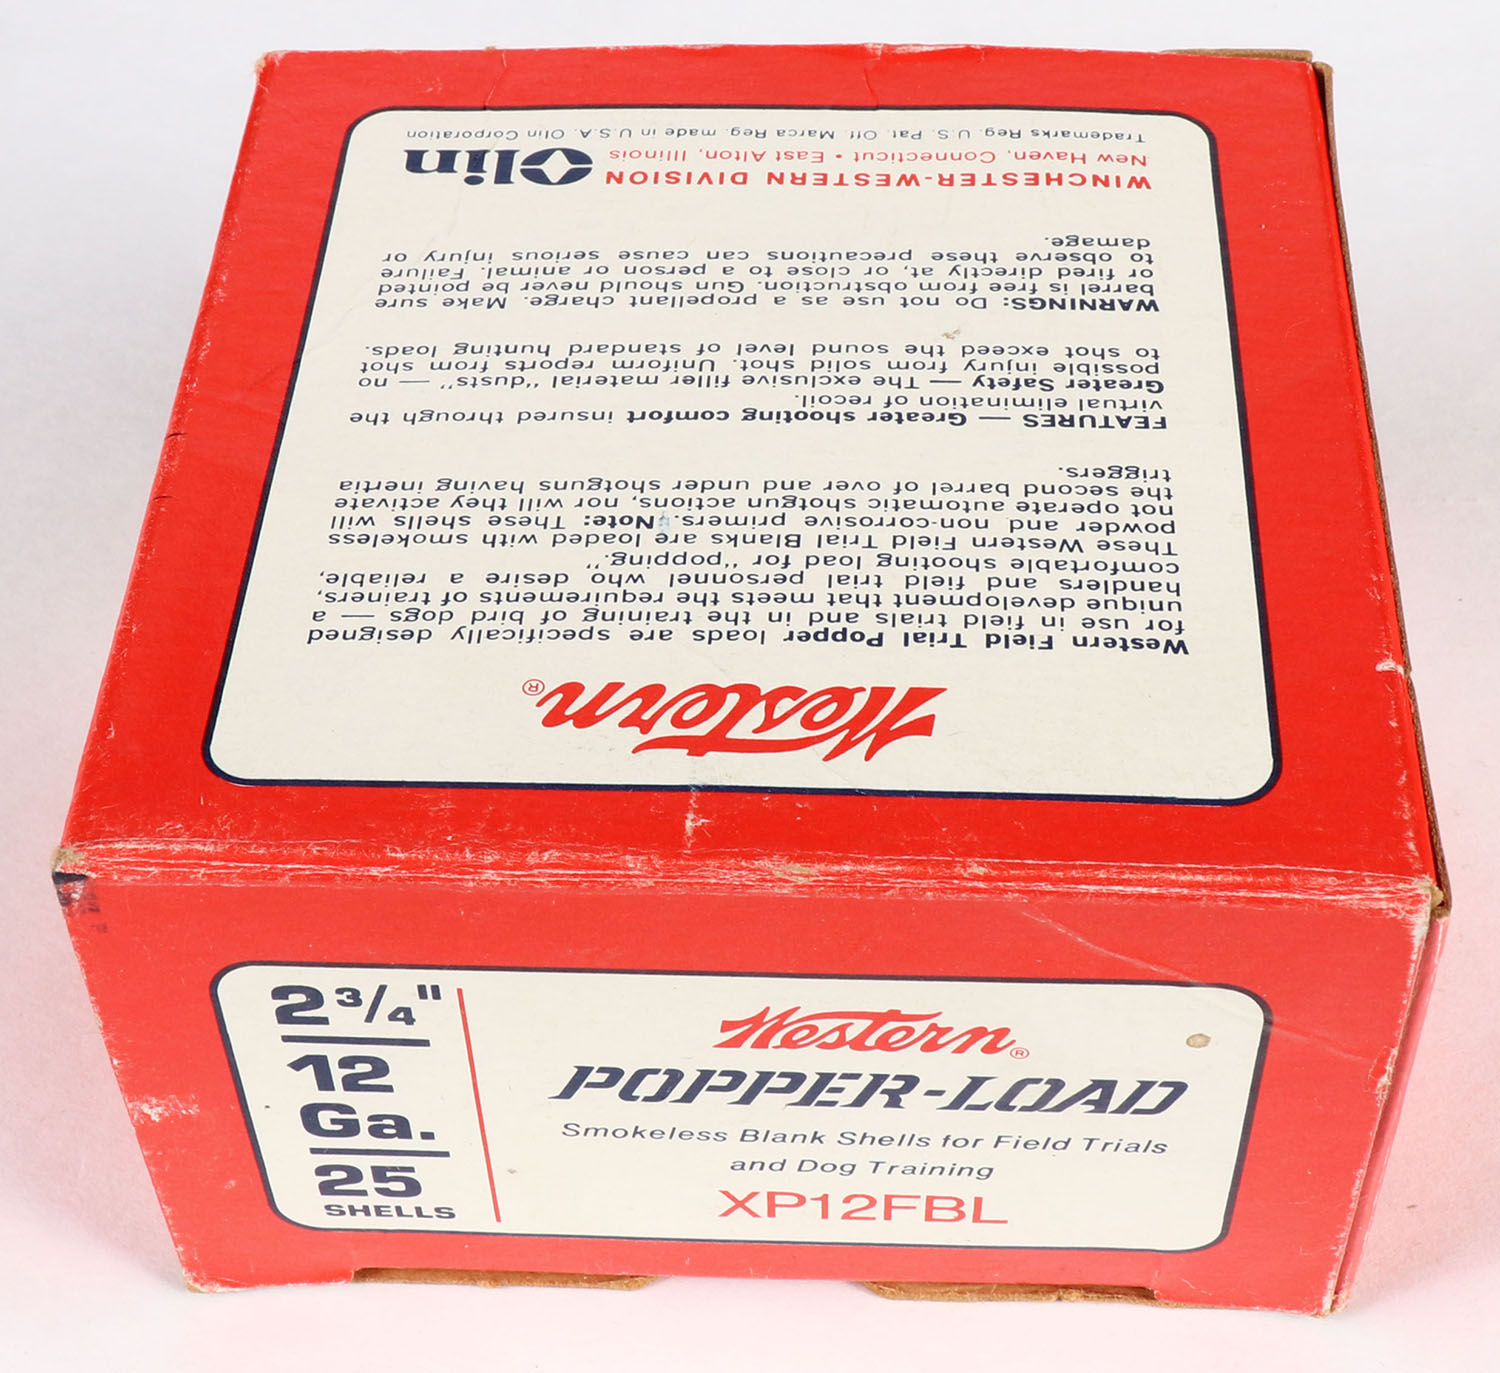 Western®
Western Field Trial Popper loads are specifically designed
for use in field trials and in the training of bird dogs — a
unique development that meets the requirements of trainers,
handlers and field trial personnel who desire a reliable,
comfortable shooting load for "popping."
These Western Field Trial Blanks are loaded with smokeless
powder and non-corrosive primers. Note: These shells will
not operate automatic shotgun actions, nor will they activate
the second barrel of over and under shotguns having inertia
triggers.
FEATURES — Greater shooting comfort insured through the
virtual elimination of recoil.
Greater Safety — The exclusive filler material "dusts" — no
possible injury from solid shot. Uniform reports from shot
to shot exceed the sound level of standard hunting loads.
WARNINGS: Do not use as a propellant charge. Make sure
barrel is free from obstruction. Gun should never be pointed
or fired directly at, or close to a person or animal. Failure
to observe these precautions can cause serious injury or
damage.
WINCHESTER-WESTERN DIVISION Olin
New Haven, Connecticut • East Alton, Illinois
Trademarks Reg. U.S. Pat. Off. Marca Reg. made in U.S.A. Olin Corporation
2 3/4"
12
Ga.
25
SHELLS
Western®
POPPER-LOAD
Smokeless Blank Shells for Field Trials
and Dog Training
XP12FBL